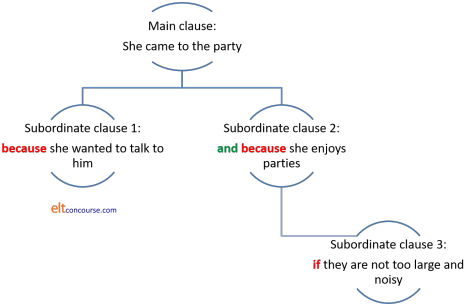 Main clause:
She came to the party
Subordinate clause 1:
because she wanted to talk to
him
Subordinate clause 2:
and because she enjoys
parties
eltconcourse.com
Subordinate clause 3:
if they are not too large and
noisy